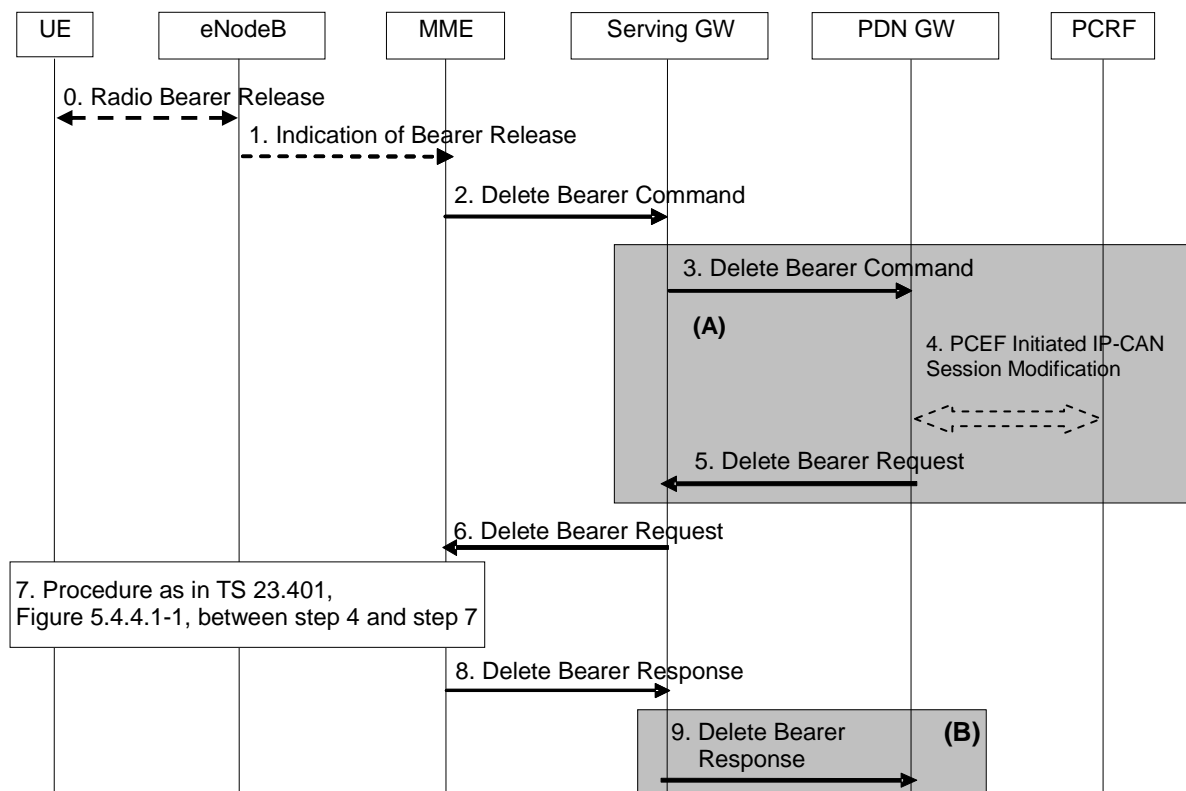 UE
eNodeB
MME
Serving GW
PDN GW
PCRF
0. Radio Bearer Release
1. Indication of Bearer Release
2. Delete Bearer Command
3. Delete Bearer Command
(A)
4. PCEF Initiated IP-CAN
Session Modification
5. Delete Bearer Request
6. Delete Bearer Request
7. Procedure as in TS 23.401,
Figure 5.4.4.1-1, between step 4 and step 7
8. Delete Bearer Response
9. Delete Bearer
Response
(B)